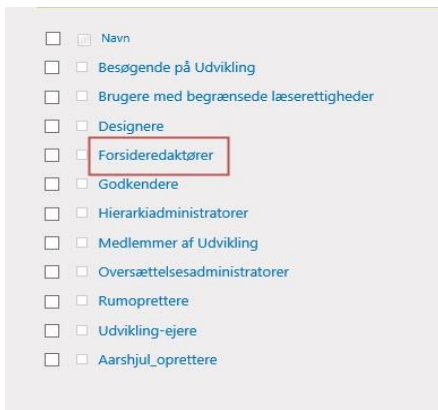 Navn
Besøgende på Udvikling
Brugere med begrænsede læserettigheder
Designere
Forsideredaktører
Godkendere
Hierarkiadministratorer
Medlemmer af Udvikling
Oversættelsesadministratorer
Rumoprettere
Udvikling-ejere
Aarshjul_oprettere